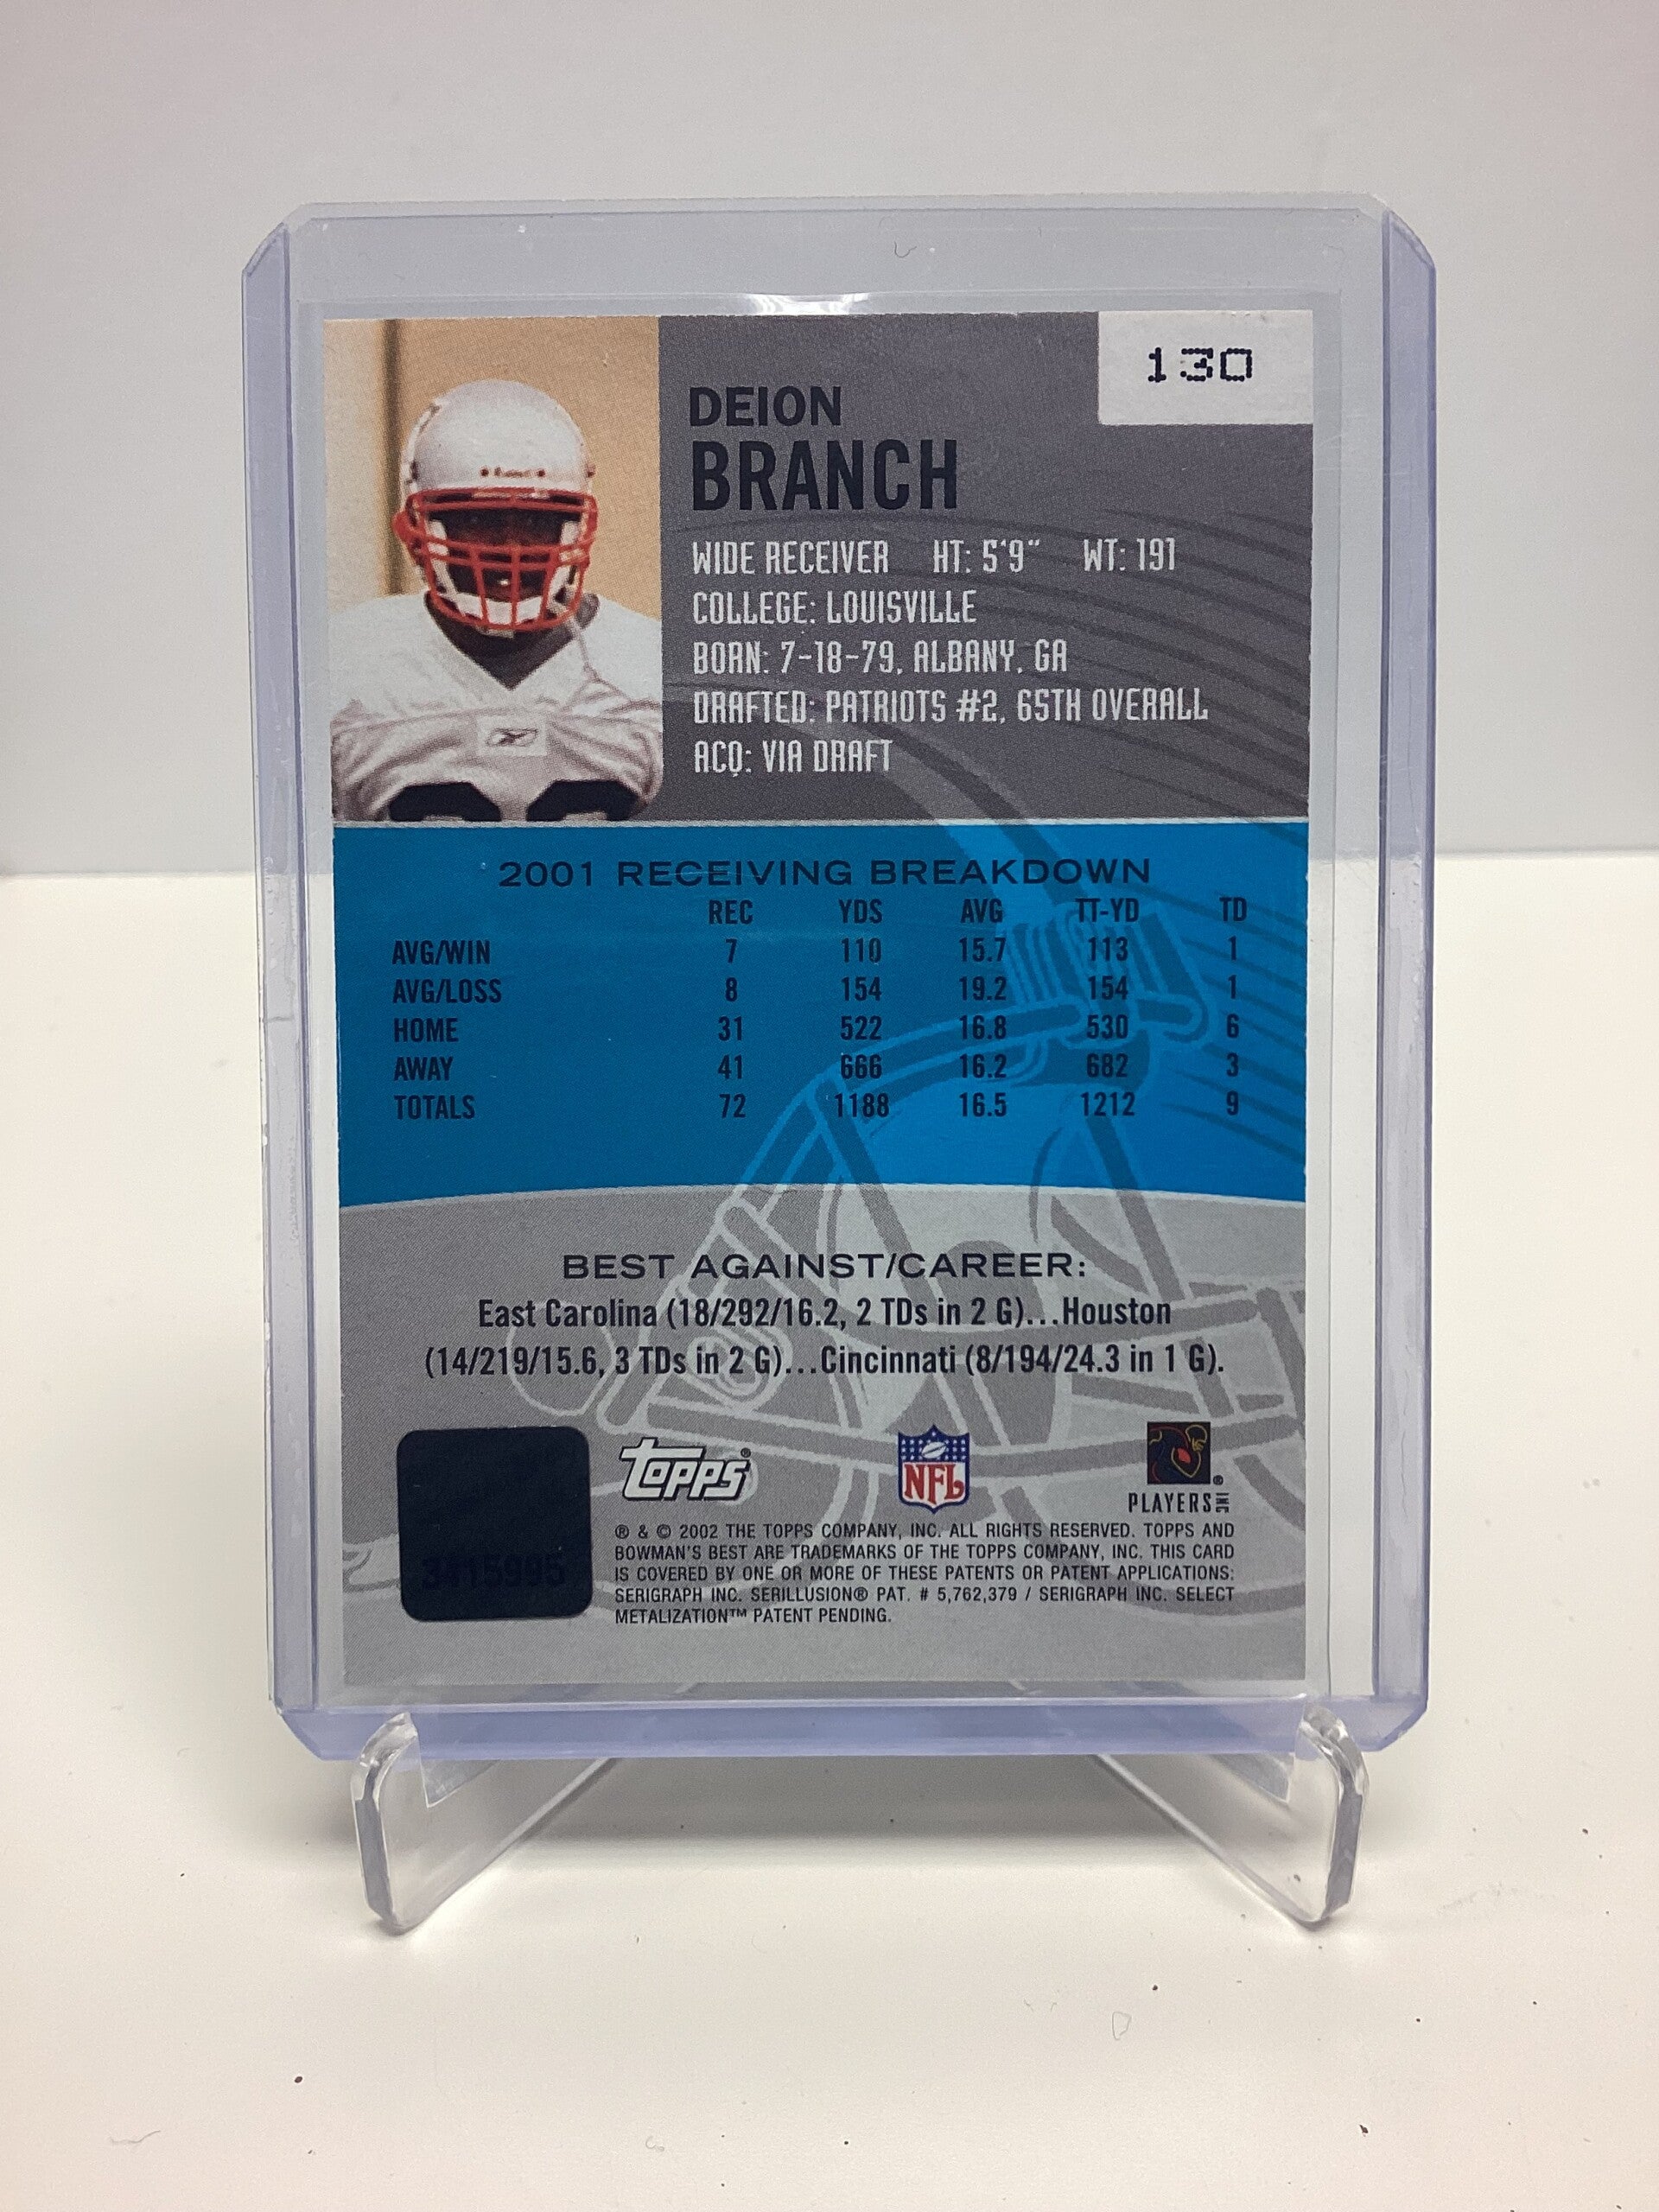 130
DEION
BRANCH
WIDE RECEIVER HT: 5'9" WT: 191
COLLEGE: LOUISVILLE
BORN: 7-18-79, ALBANY, GA
DRAFTED: PATRIOTS #2, 65TH OVERALL
ACQ: VIA DRAFT
2001 RECEIVING BREAKDOWN
REC YDS AVG TT-YD TD
AVG/WIN 7 110 15.7 113 1
AVG/LOSS 8 154 19.2 154 1
HOME 31 522 16.8 530 6
AWAY 41 666 16.2 682 3
TOTALS 72 1188 16.5 1212 9
BEST AGAINST/CAREER:
East Carolina (18/292/16.2, 2 TDs in 2 G)...Houston
(14/219/15.6, 3 TDs in 2 G)...Cincinnati (8/194/24.3 in 1 G).
3415995
TOPPS®
NFL
PLAYERS INC®
® & © 2002 THE TOPPS COMPANY, INC. ALL RIGHTS RESERVED. TOPPS AND
BOWMAN'S BEST ARE TRADEMARKS OF THE TOPPS COMPANY, INC. THIS CARD
IS COVERED BY ONE OR MORE OF THESE PATENTS OR PATENT APPLICATIONS:
SERIGRAPH INC. SERILLUSION® PAT. # 5,762,379 / SERIGRAPH INC. SELECT
METALIZATION™ PATENT PENDING.